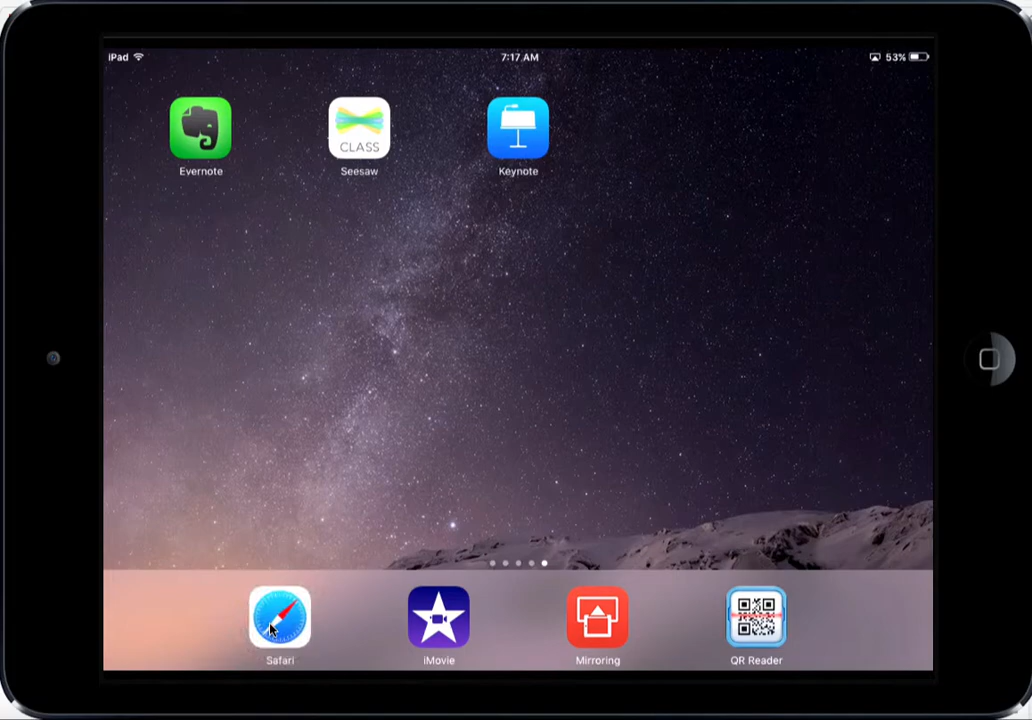 iPad 7:17 AM 53%
CLASS
Evernote Seesaw Keynote
Safari iMovie Mirroring QR Reader